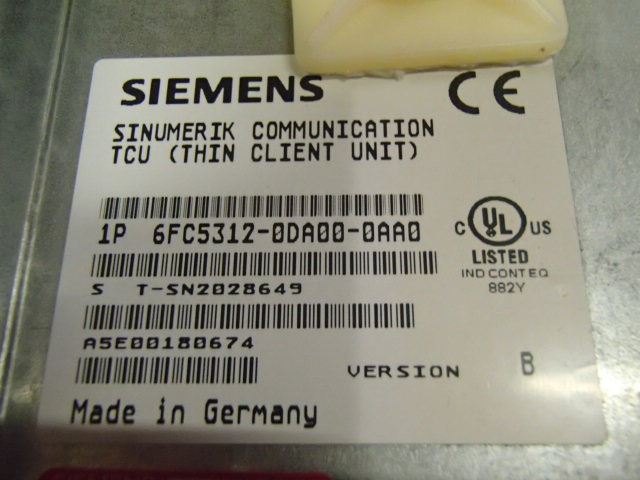 SIEMENS
CE
SINUMERIK COMMUNICATION
TCU (THIN CLIENT UNIT)
1P 6FC5312-0DA00-0AA0
C UL US
LISTED
IND CONT EQ
882Y
S T-SN2028649
A5E00180674
VERSION B
Made in Germany